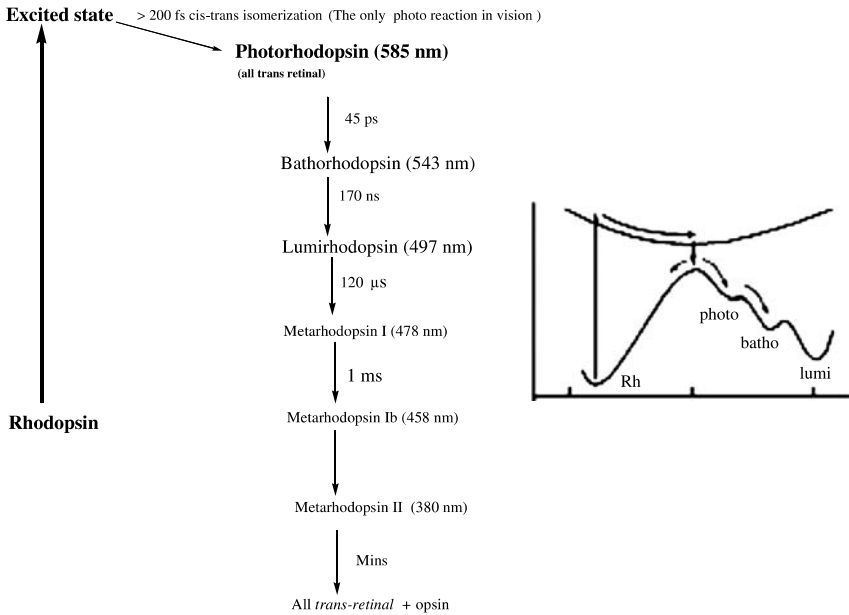 Excited state
> 200 fs cis-trans isomerization (The only photo reaction in vision )
Photorhodopsin (585 nm)
(all trans retinal)
45 ps
Bathorhodopsin (543 nm)
170 ns
Lumirhodopsin (497 nm)
120 μs
Metarhodopsin I (478 nm)
1 ms
Rhodopsin
Metarhodopsin Ib (458 nm)
Metarhodopsin II (380 nm)
Mins
All trans-retinal + opsin
photo
batho
lumi
Rh